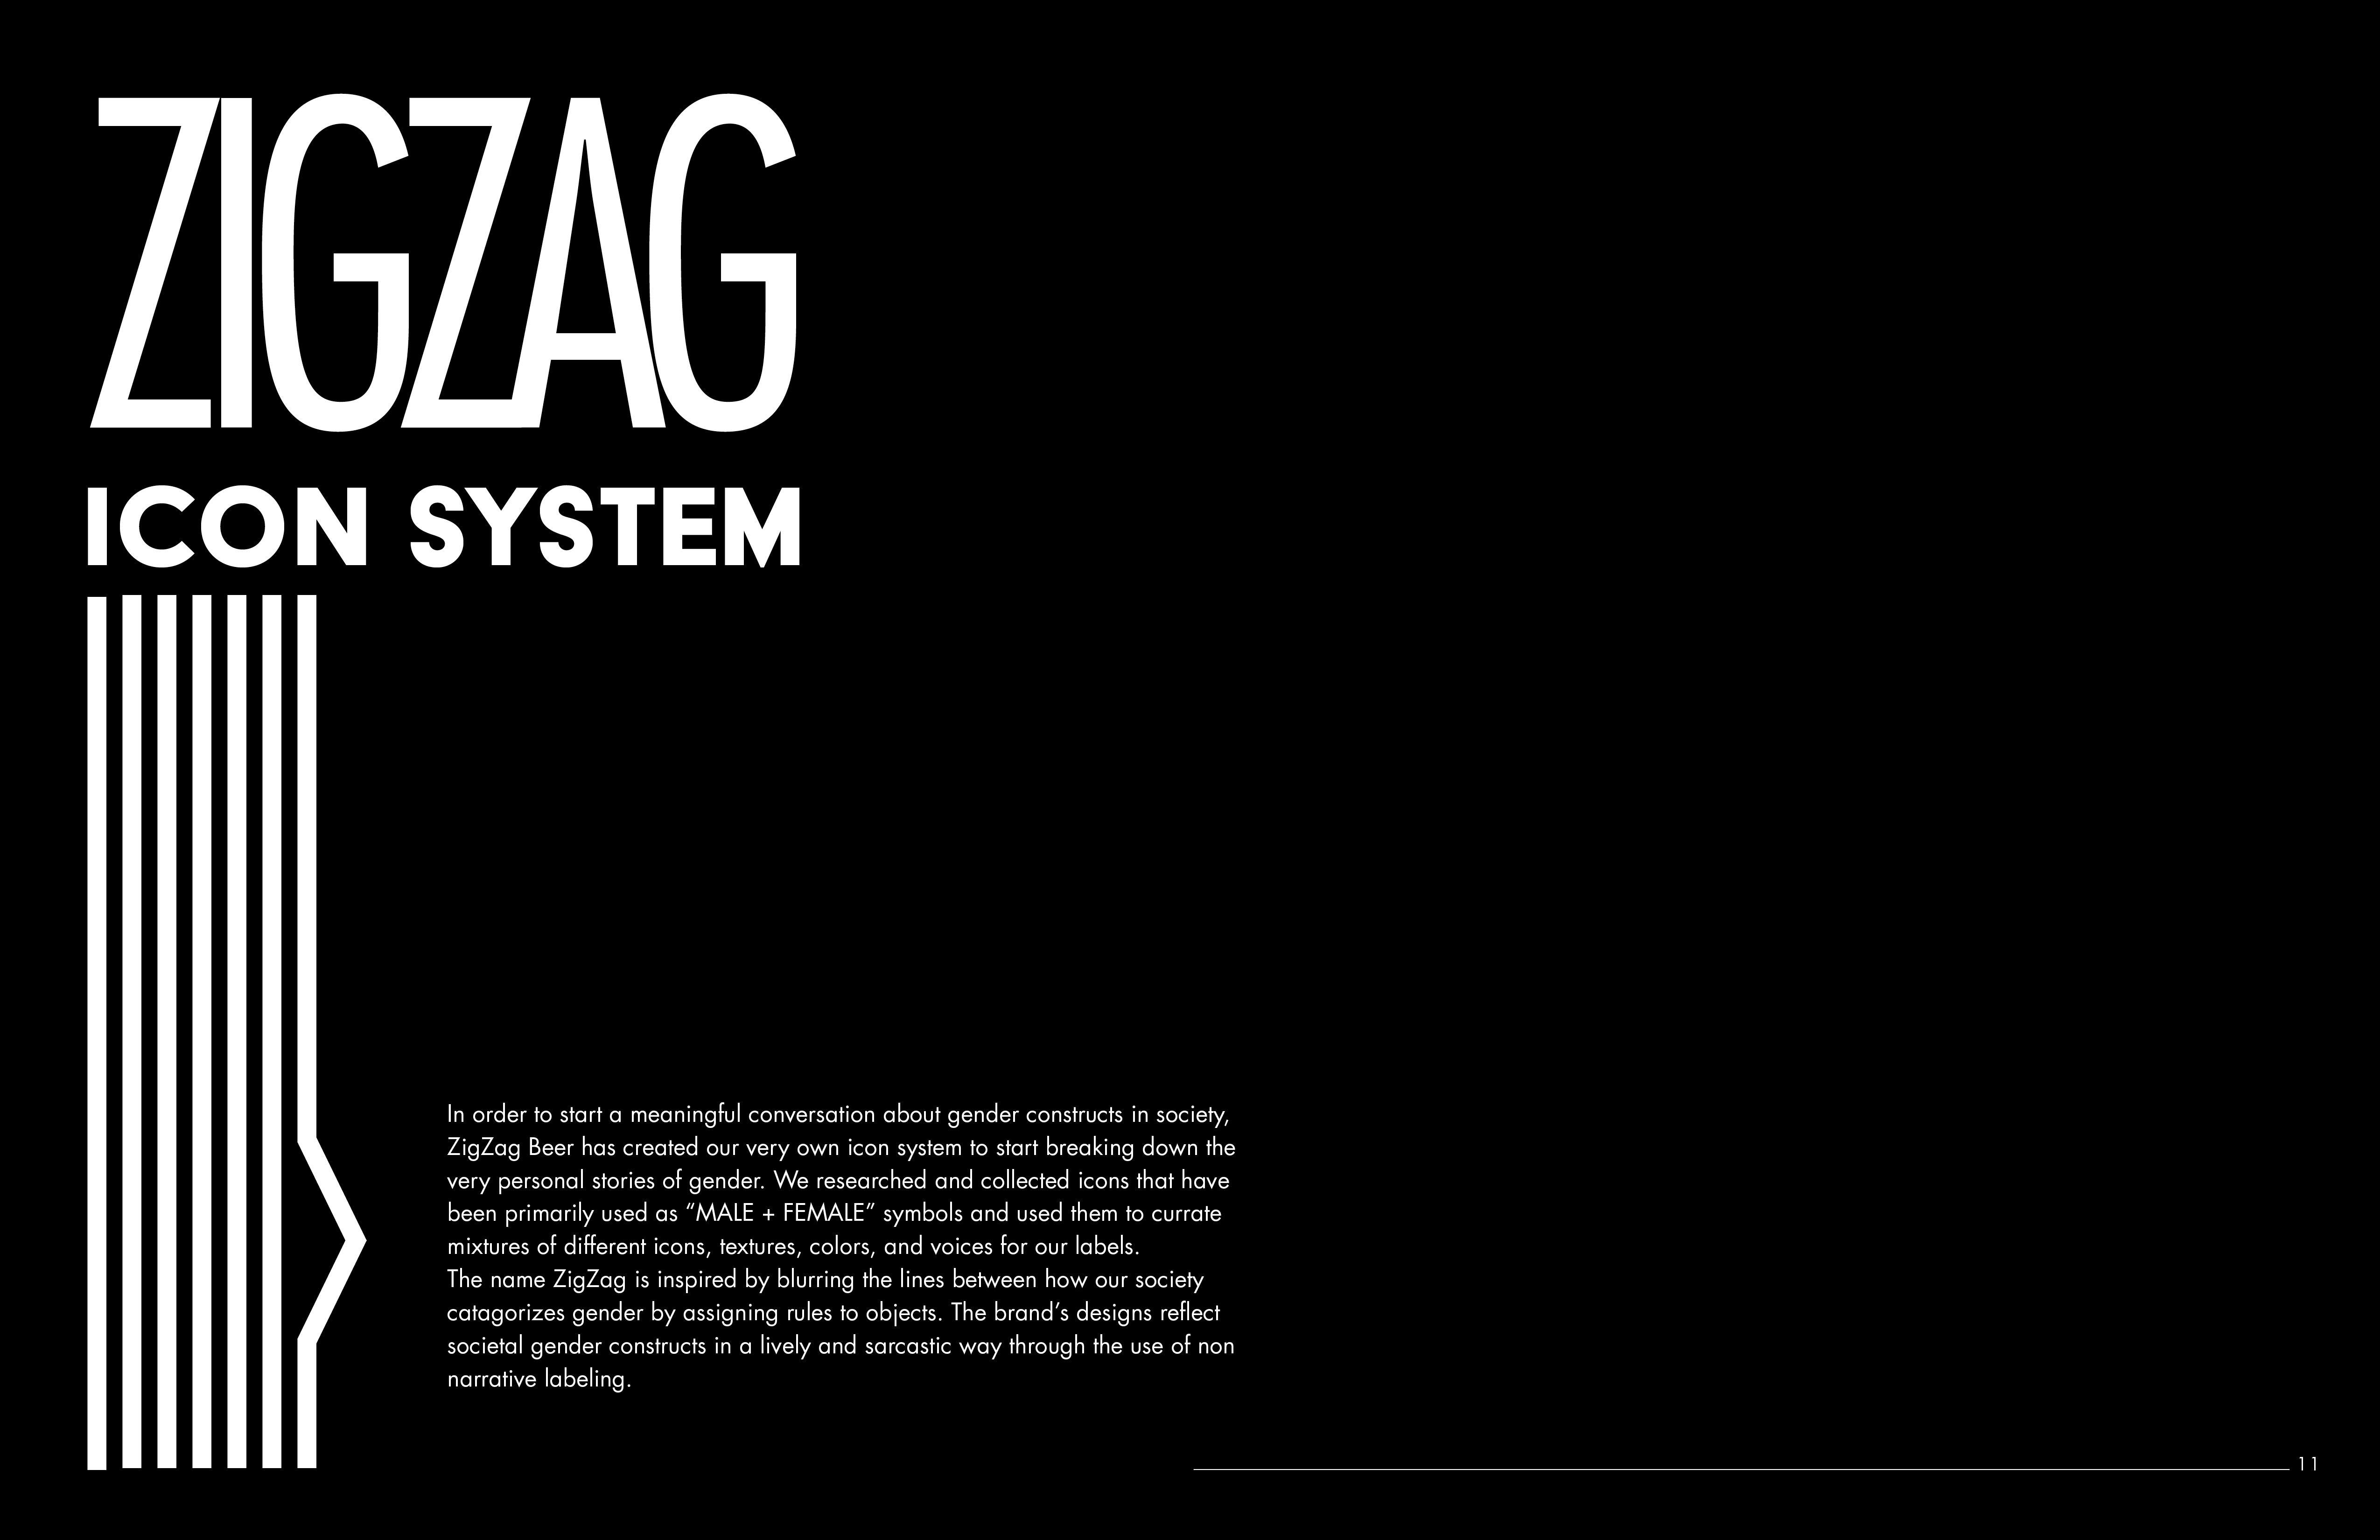 ZIGZAG
ICON SYSTEM
In order to start a meaningful conversation about gender constructs in society,
ZigZag Beer has created our very own icon system to start breaking down the
very personal stories of gender. We researched and collected icons that have
been primarily used as “MALE + FEMALE” symbols and used them to currate
mixtures of different icons, textures, colors, and voices for our labels.
The name ZigZag is inspired by blurring the lines between how our society
catagorizes gender by assigning rules to objects. The brand’s designs reflect
societal gender constructs in a lively and sarcastic way through the use of non
narrative labeling.
11